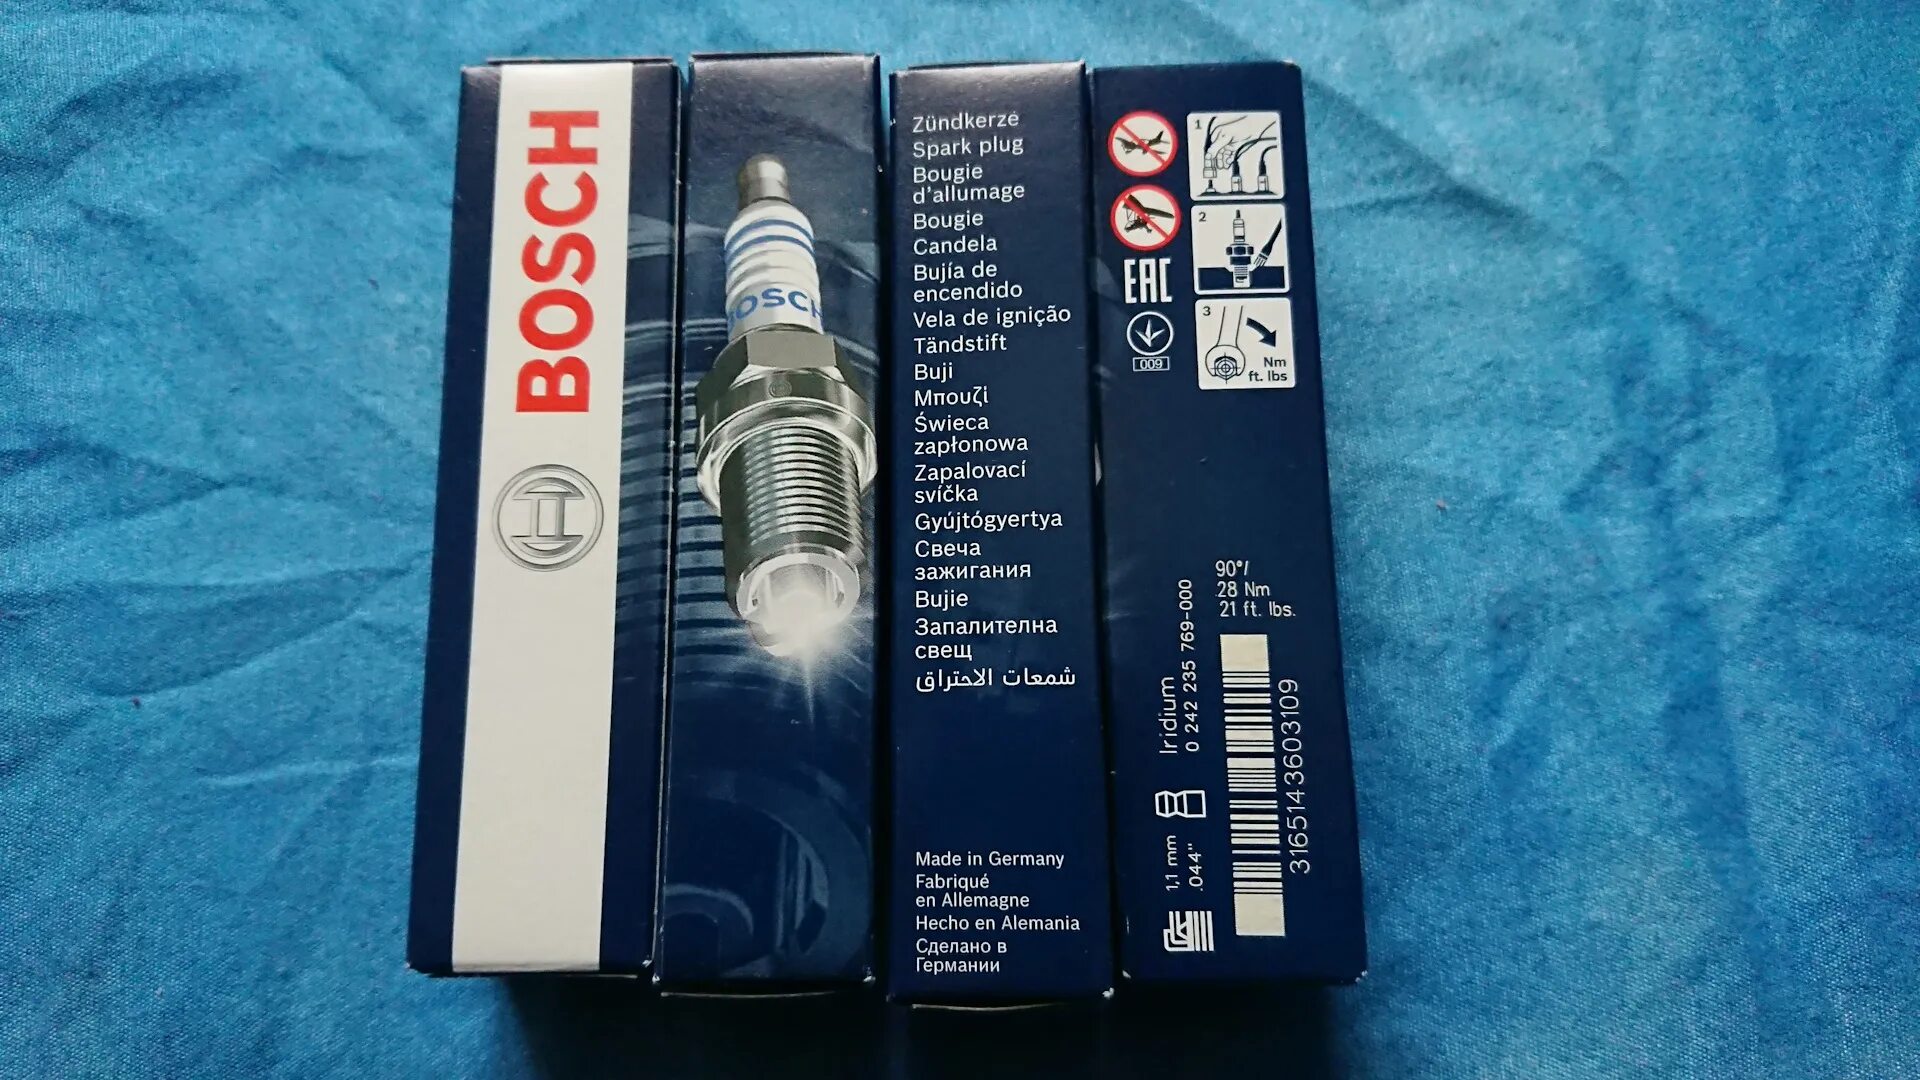 BOSCH
BOSCH
Zündkerze
Spark plug
Bougie
d'allumage
Bougie
Candela
Bujía de
encendido
Vela de ignição
Tändstift
Buji
Μπουζί
Świeca
zapłonowa
Zapalovací
svíčka
Gyújtógyertya
Свеча
зажигания
Bujie
Запалителна
свещ
شمعات الاحتراق
Made in Germany
Fabriqué
en Allemagne
Hecho en Alemania
Сделано в
Германии
1
2
3
Nm
ft. lbs
EAC
009
90°/
28 Nm
21 ft. lbs.
Iridium
0 242 235 769-000
1,1 mm
.044"
3165143603109